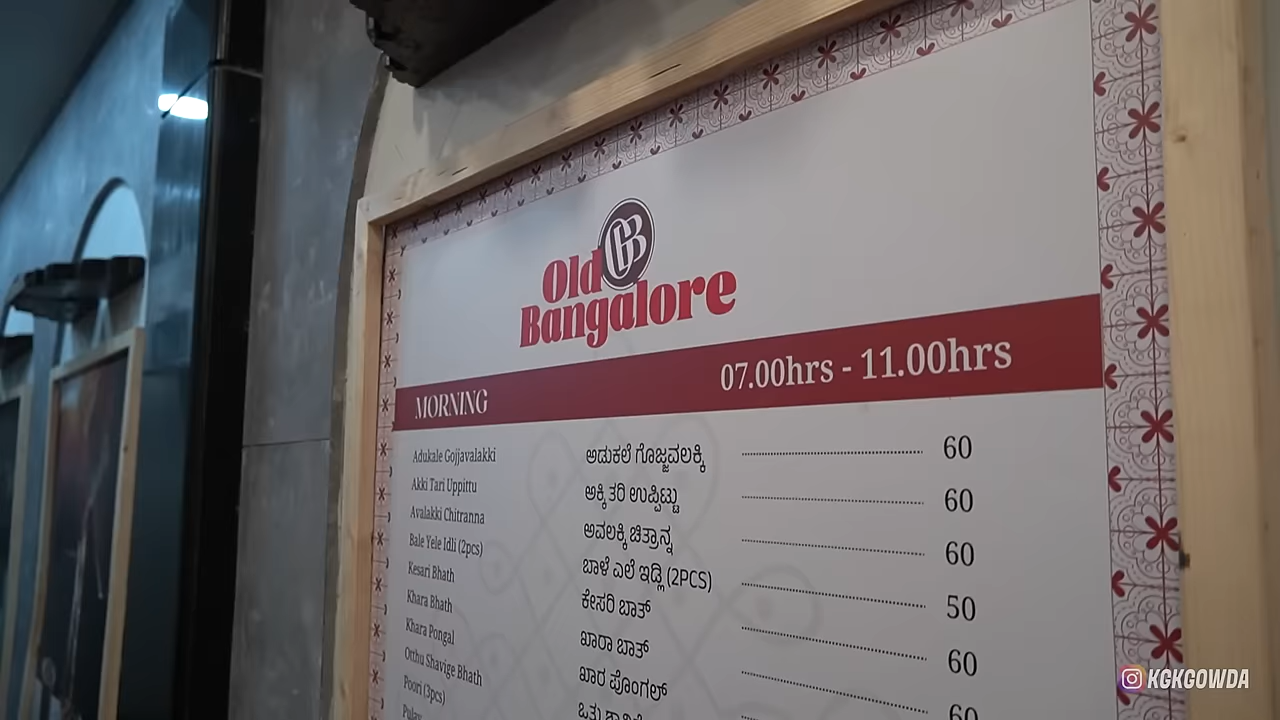 Old GB
Bangalore
MORNING 07.00hrs - 11.00hrs
Adukale Gojjavalakki ಅಡುಕಲೆ ಗೊಜ್ಜವಲಕ್ಕಿ 60
Akki Tari Uppittu ಅಕ್ಕಿ ತರಿ ಉಪ್ಪಿಟ್ಟು 60
Avalakki Chitranna ಅವಲಕ್ಕಿ ಚಿತ್ರಾನ್ನ 60
Bale Yele Idli (2pcs) ಬಾಳೆ ಎಲೆ ಇಡ್ಲಿ (2PCS) 50
Kesari Bhath ಕೇಸರಿ ಬಾತ್ 60
Khara Bhath ಖಾರಾ ಬಾತ್ 60
Khara Pongal ಖಾರ ಪೊಂಗಲ್
Otthu Shavige Bhath
Poori (3pcs)
KGKGOWDA